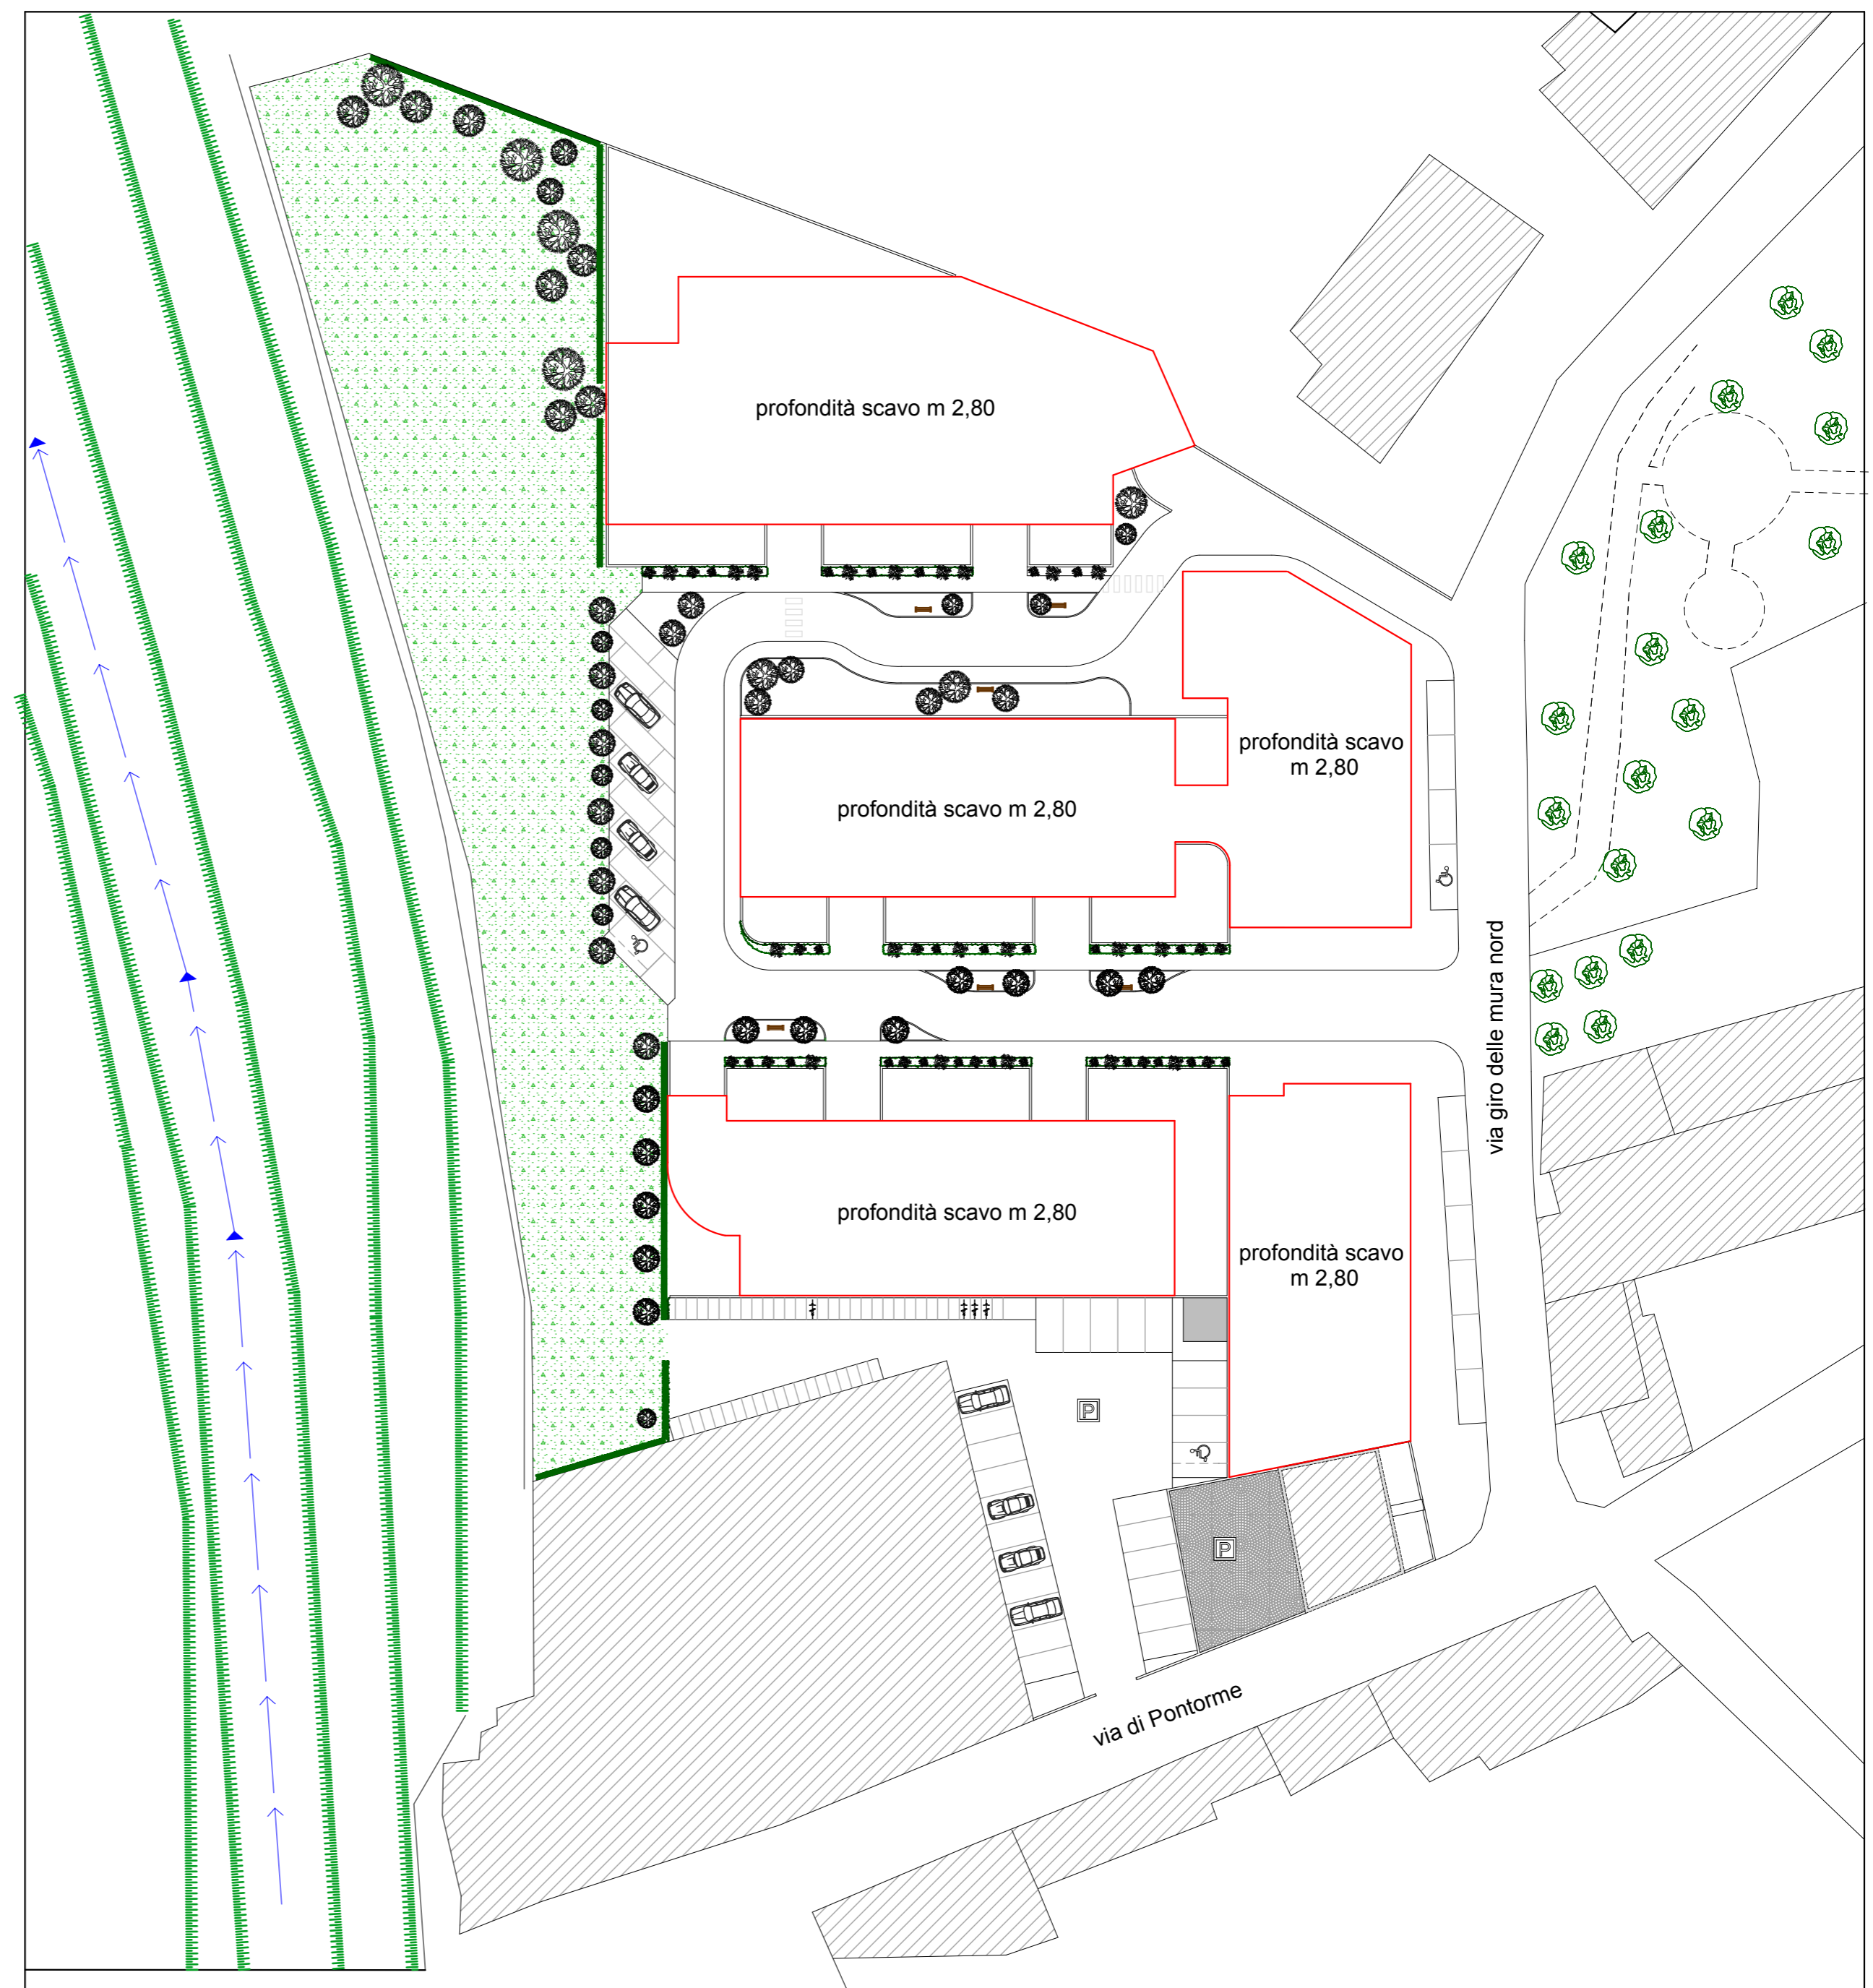 profondità scavo m 2,80
profondità scavo
m 2,80
profondità scavo m 2,80
via giro delle mura nord
profondità scavo m 2,80
profondità scavo
m 2,80
P
P
via di Pontorme